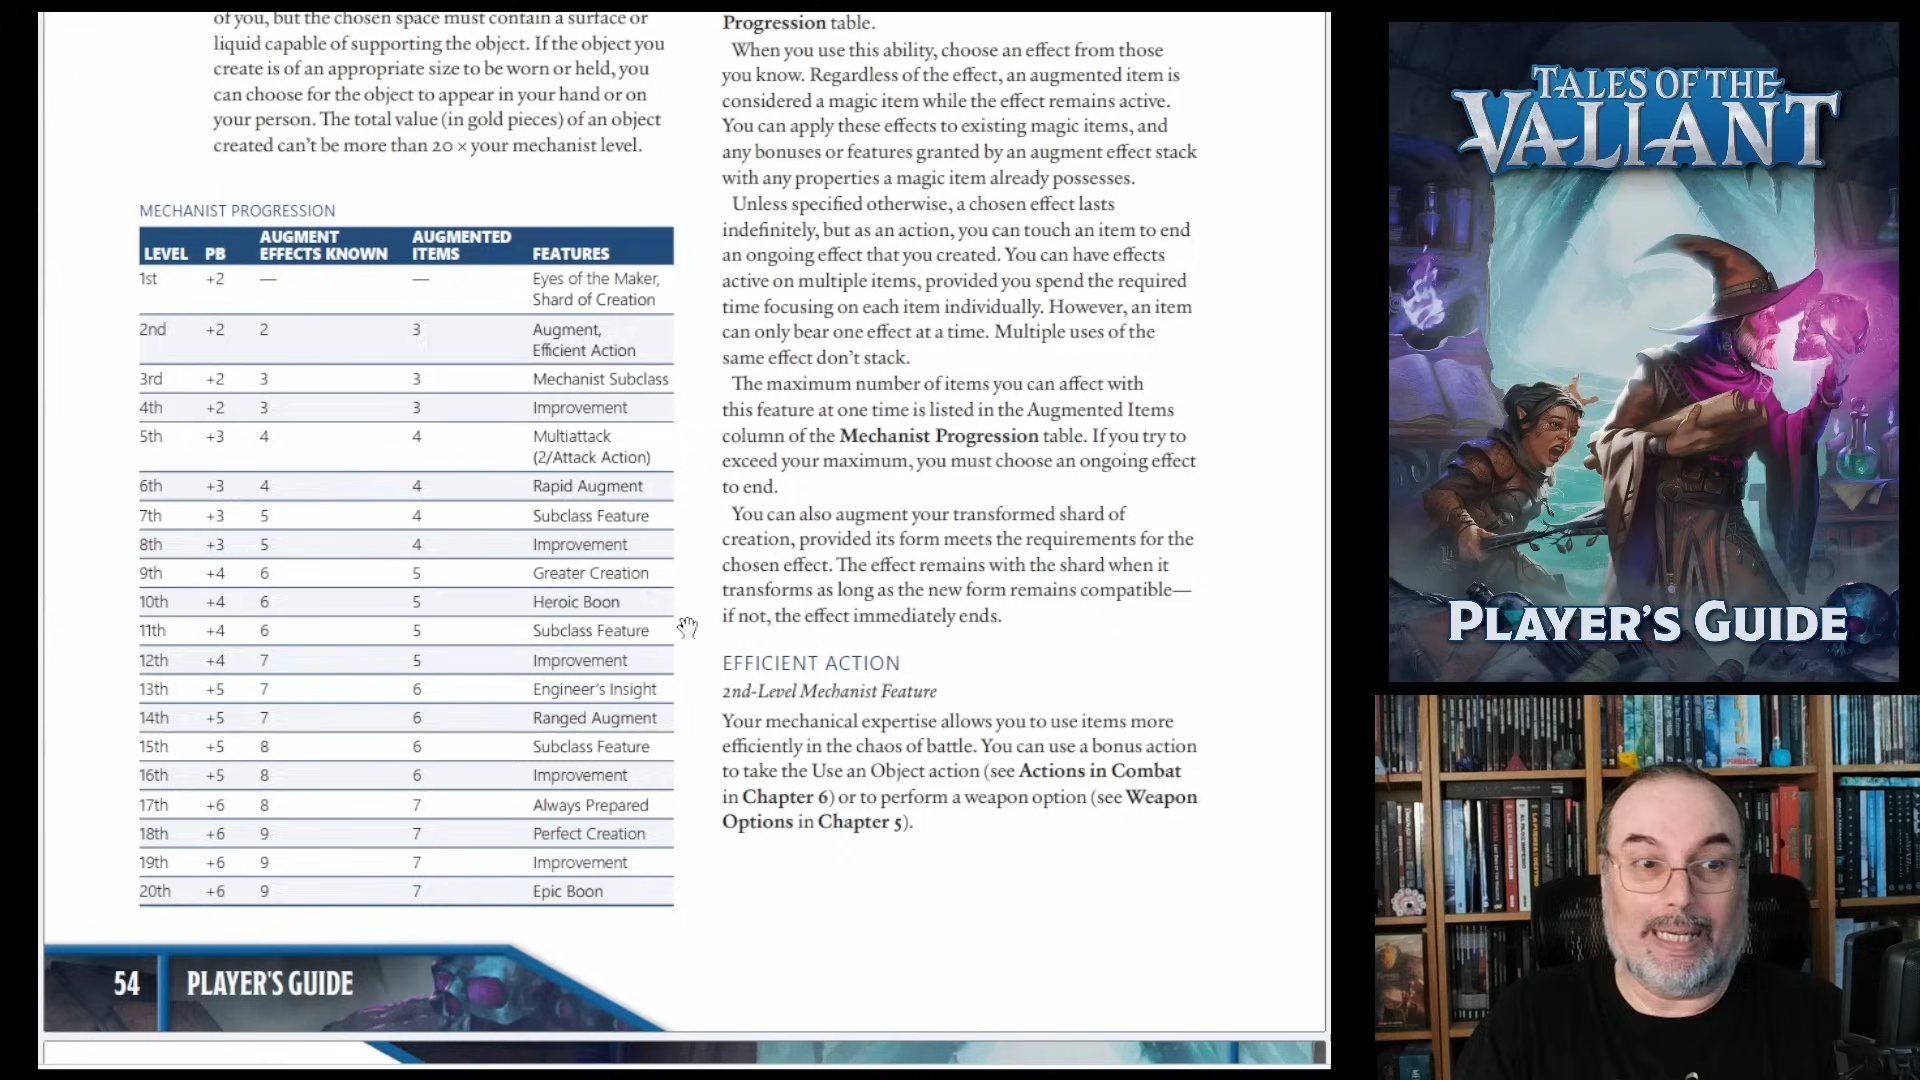 of you, but the chosen space must contain a surface or
liquid capable of supporting the object. If the object you
create is of an appropriate size to be worn or held, you
can choose for the object to appear in your hand or on
your person. The total value (in gold pieces) of an object
created can't be more than 20 × your mechanist level.
MECHANIST PROGRESSION
LEVEL PB AUGMENT EFFECTS KNOWN AUGMENTED ITEMS FEATURES
1st +2 — — Eyes of the Maker,
Shard of Creation
2nd +2 2 3 Augment,
Efficient Action
3rd +2 3 3 Mechanist Subclass
4th +2 3 3 Improvement
5th +3 4 4 Multiattack
(2/Attack Action)
6th +3 4 4 Rapid Augment
7th +3 5 4 Subclass Feature
8th +3 5 4 Improvement
9th +4 6 5 Greater Creation
10th +4 6 5 Heroic Boon
11th +4 6 5 Subclass Feature
12th +4 7 5 Improvement
13th +5 7 6 Engineer's Insight
14th +5 7 6 Ranged Augment
15th +5 8 6 Subclass Feature
16th +5 8 6 Improvement
17th +6 8 7 Always Prepared
18th +6 9 7 Perfect Creation
19th +6 9 7 Improvement
20th +6 9 7 Epic Boon
Progression table.
When you use this ability, choose an effect from those
you know. Regardless of the effect, an augmented item is
considered a magic item while the effect remains active.
You can apply these effects to existing magic items, and
any bonuses or features granted by an augment effect stack
with any properties a magic item already possesses.
Unless specified otherwise, a chosen effect lasts
indefinitely, but as an action, you can touch an item to end
an ongoing effect that you created. You can have effects
active on multiple items, provided you spend the required
time focusing on each item individually. However, an item
can only bear one effect at a time. Multiple uses of the
same effect don't stack.
The maximum number of items you can affect with
this feature at one time is listed in the Augmented Items
column of the Mechanist Progression table. If you try to
exceed your maximum, you must choose an ongoing effect
to end.
You can also augment your transformed shard of
creation, provided its form meets the requirements for the
chosen effect. The effect remains with the shard when it
transforms as long as the new form remains compatible—
if not, the effect immediately ends.
EFFICIENT ACTION
2nd-Level Mechanist Feature
Your mechanical expertise allows you to use items more
efficiently in the chaos of battle. You can use a bonus action
to take the Use an Object action (see Actions in Combat
in Chapter 6) or to perform a weapon option (see Weapon
Options in Chapter 5).
54 PLAYER'S GUIDE
TALES OF THE
VALIANT
PLAYER'S GUIDE